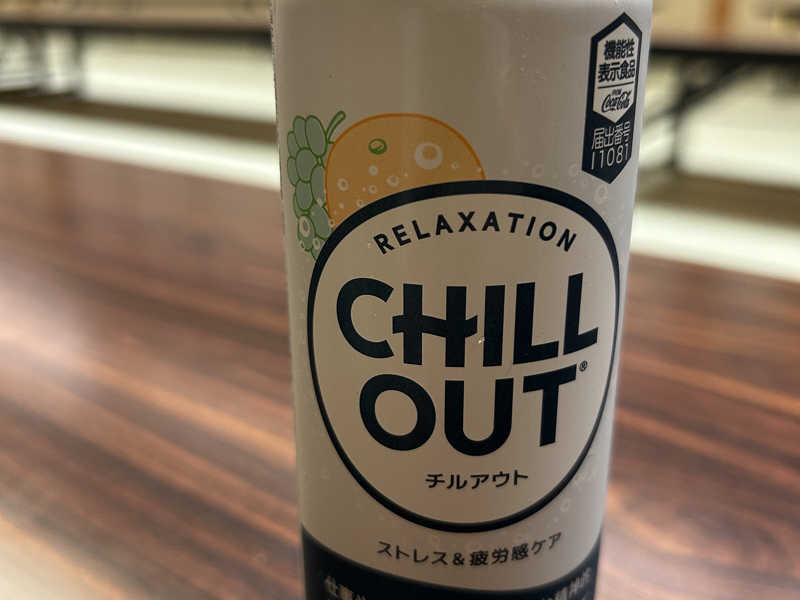 機能性
表示食品
FROM
Coca-Cola
届出番号
I1081
RELAXATION
CHILL
OUT®
チルアウト
ストレス&疲労感ケア